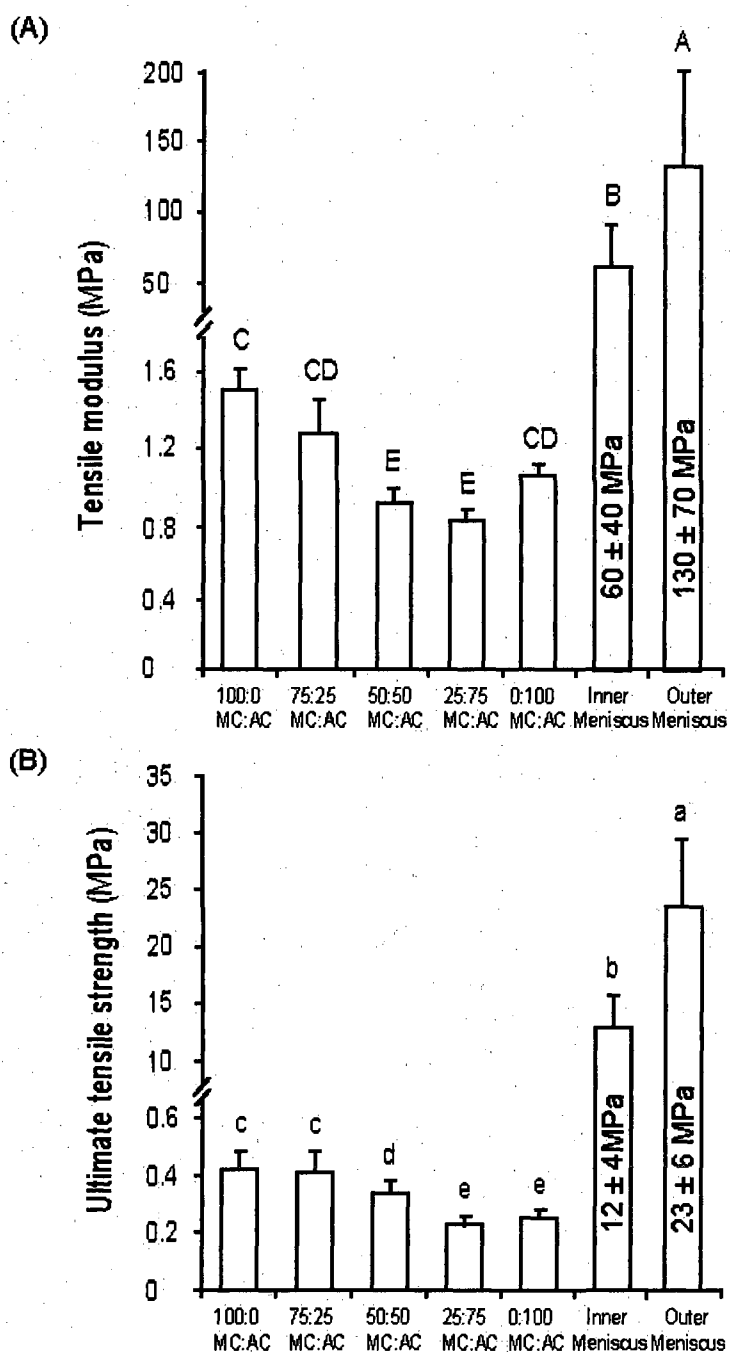 (A)
Tensile modulus (MPa)
200
150
100
50
1.6
1.2
0.8
0.4
0
C
CD
E
E
CD
B
A
60 ± 40 MPa
130 ± 70 MPa
100:0 75:25 50:50 25:75 0:100 Inner Outer
MC:AC MC:AC MC:AC MC:AC MC:AC Meniscus Meniscus
(B)
Ultimate tensile strength (MPa)
35
30
25
20
15
10
0.6
0.4
0.2
0
c
c
d
e
e
b
a
12 ± 4MPa
23 ± 6 MPa
100:0 75:25 50:50 25:75 0:100 Inner Outer
MC:AC MC:AC MC:AC MC:AC MC:AC Meniscus Meniscus